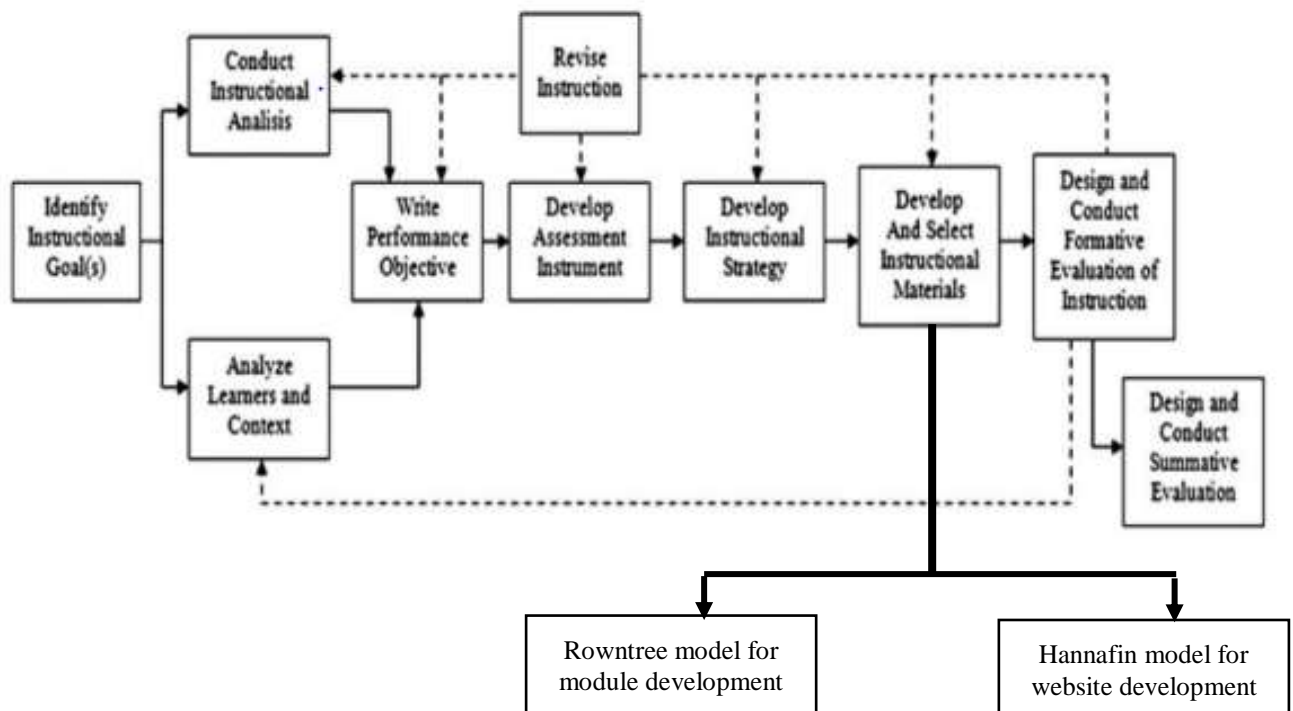 Conduct
Instructional
Analisis
Revise
Instruction
Identify
Instructional
Goal(s)
Write
Performance
Objective
Develop
Assessment
Instrument
Develop
Instructional
Strategy
Develop
And Select
Instructional
Materials
Design and
Conduct
Formative
Evaluation of
Instruction
Analyze
Learners and
Context
Design and
Conduct
Summative
Evaluation
Rowntree model for
module development
Hannafin model for
website development